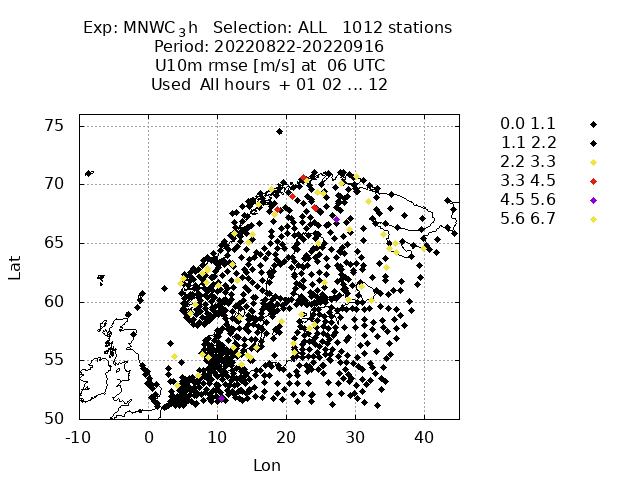 Exp: MNWC₃h Selection: ALL 1012 stations
Period: 20220822-20220916
U10m rmse [m/s] at 06 UTC
Used All hours + 01 02 ... 12
75
70
65
60
55
50
Lat
-10 0 10 20 30 40
Lon
0.0 1.1
1.1 2.2
2.2 3.3
3.3 4.5
4.5 5.6
5.6 6.7